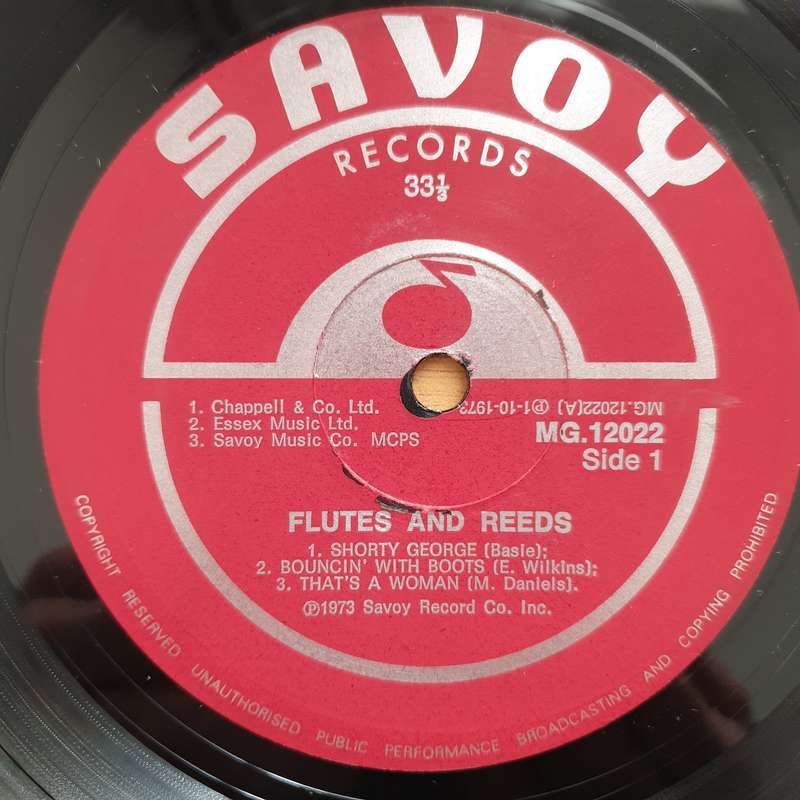 SAVOY
RECORDS
33⅓
1. Chappell & Co. Ltd.
2. Essex Music Ltd.
3. Savoy Music Co. MCPS
MG.12022(A) ℗1-10-1973
MG.12022
Side 1
FLUTES AND REEDS
1. SHORTY GEORGE (Basie);
2. BOUNCIN' WITH BOOTS (E. Wilkins);
3. THAT'S A WOMAN (M. Daniels).
℗1973 Savoy Record Co. Inc.
COPYRIGHT RESERVED UNAUTHORISED PUBLIC PERFORMANCE BROADCASTING AND COPYING PROHIBITED